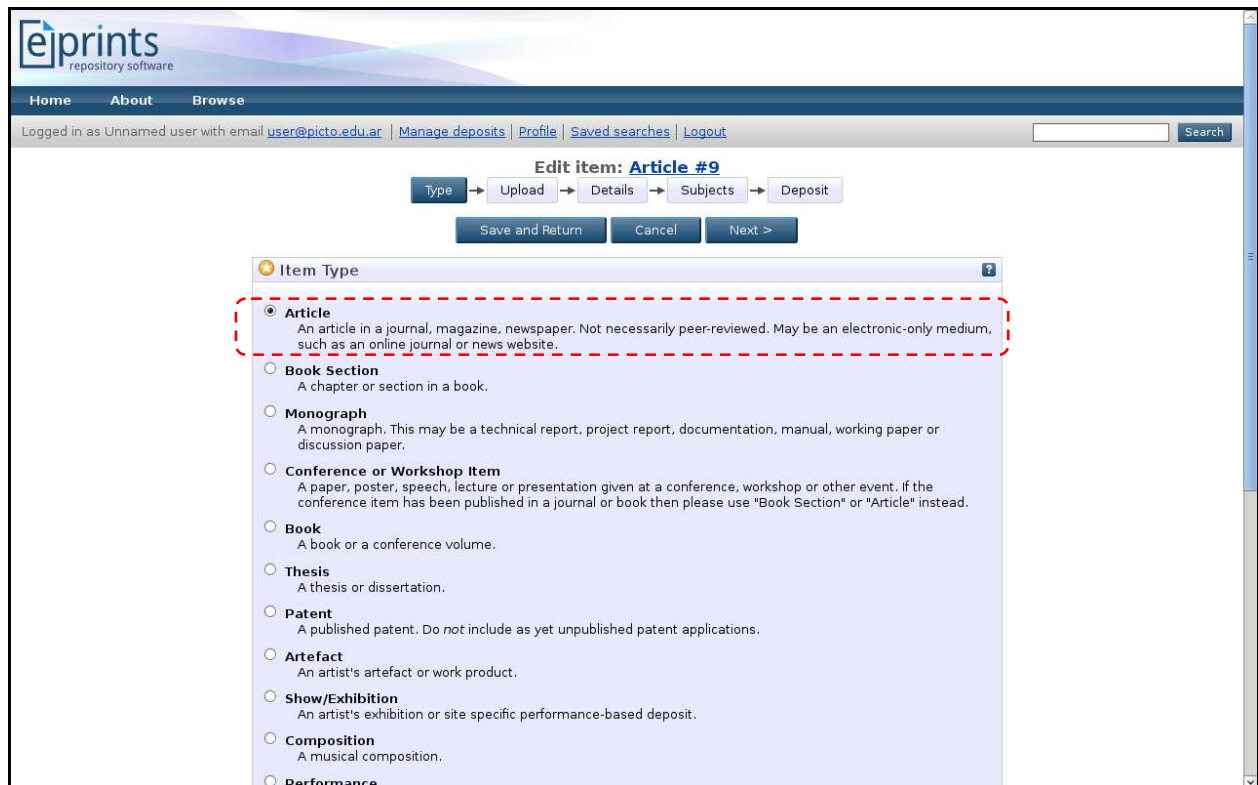 eprints
repository software
Home About Browse
Logged in as Unnamed user with email user@picto.edu.ar | Manage deposits | Profile | Saved searches | Logout
Search
Edit item: Article #9
Type → Upload → Details → Subjects → Deposit
Save and Return Cancel Next >
Item Type ?
Article
An article in a journal, magazine, newspaper. Not necessarily peer-reviewed. May be an electronic-only medium,
such as an online journal or news website.
Book Section
A chapter or section in a book.
Monograph
A monograph. This may be a technical report, project report, documentation, manual, working paper or
discussion paper.
Conference or Workshop Item
A paper, poster, speech, lecture or presentation given at a conference, workshop or other event. If the
conference item has been published in a journal or book then please use "Book Section" or "Article" instead.
Book
A book or a conference volume.
Thesis
A thesis or dissertation.
Patent
A published patent. Do not include as yet unpublished patent applications.
Artefact
An artist's artefact or work product.
Show/Exhibition
An artist's exhibition or site specific performance-based deposit.
Composition
A musical composition.
Performance